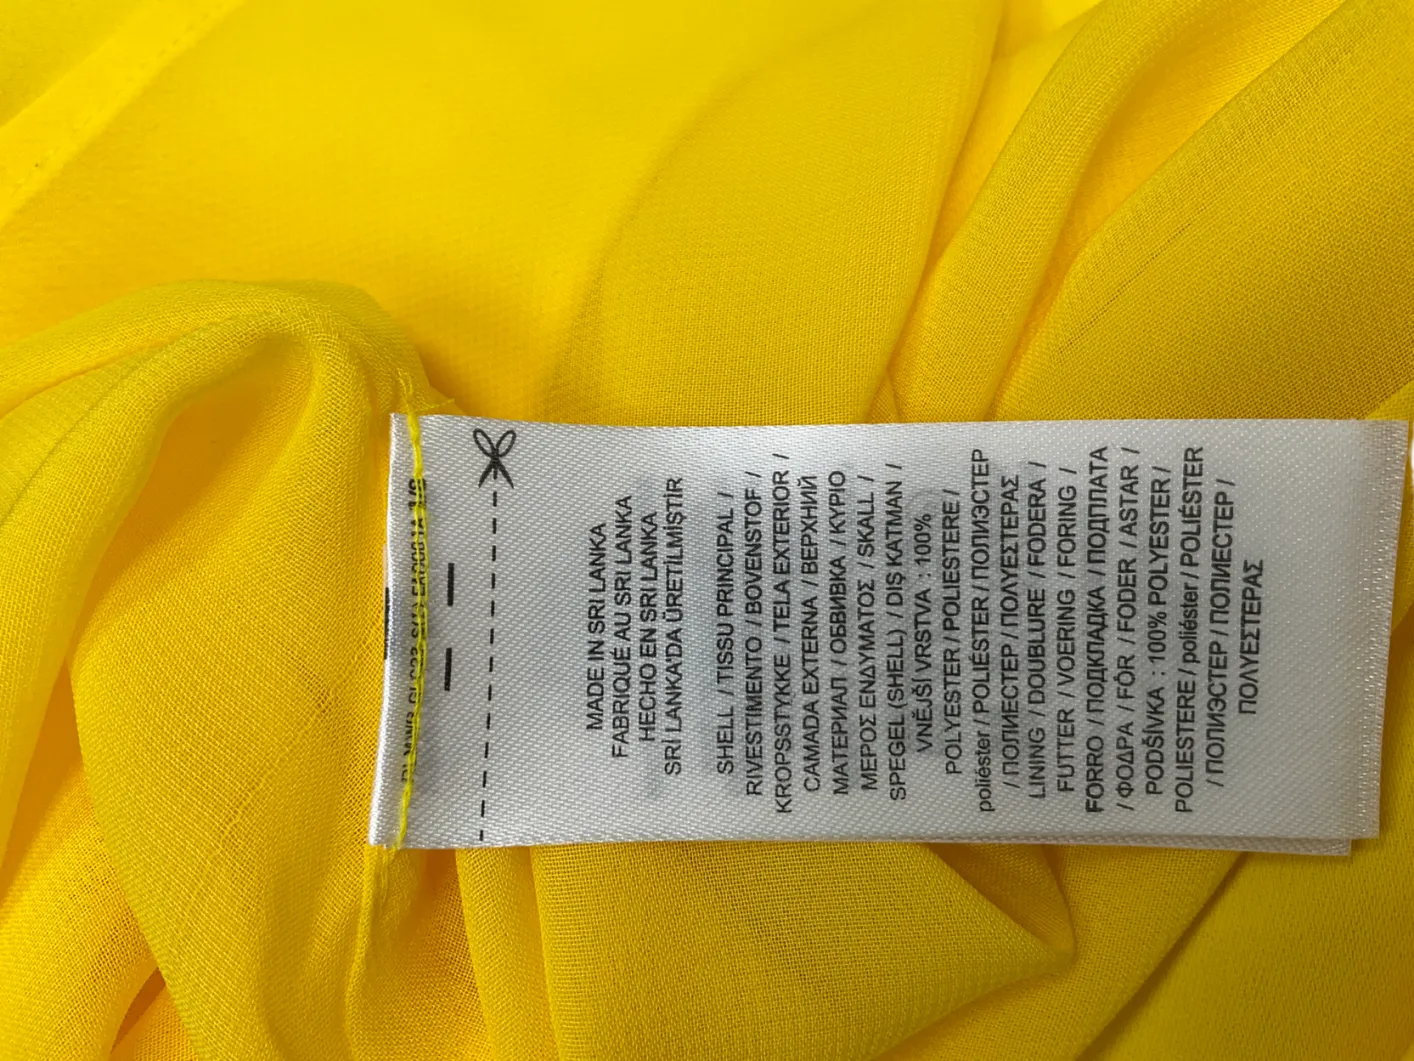 MADE IN SRI LANKA
FABRIQUÉ AU SRI LANKA
HECHO EN SRI LANKA
SRI LANKA'DA ÜRETİLMİŞTİR
SHELL / TISSU PRINCIPAL /
RIVESTIMENTO / BOVENSTOF /
KROPSSTYKKE / TELA EXTERIOR /
CAMADA EXTERNA / ВЕРХНИЙ
МАТЕРИАЛ / ОБВИВКА / ΚΥΡΙΟ
ΜΕΡΟΣ ΕΝΔΥΜΑΤΟΣ / SKALL /
SPEGEL (SHELL) / DIŞ KATMAN /
VNĚJŠÍ VRSTVA : 100%
POLYESTER / POLIESTERE /
poliéster / POLIÉSTER / ПОЛИЭСТЕР
/ ПОЛИЕСТЕР / ΠΟΛΥΕΣΤΕΡΑΣ
LINING / DOUBLURE / FODERA /
FUTTER / VOERING / FORING /
FORRO / ПОДКЛАДКА / ПОДПЛАТА
/ ΦΟΔΡΑ / FÔR / FODER / ASTAR /
PODŠÍVKA : 100% POLYESTER /
POLIESTERE / poliéster / POLIÉSTER
/ ПОЛИЭСТЕР / ПОЛИЕСТЕР /
ΠΟΛΥΕΣΤΕΡΑΣ